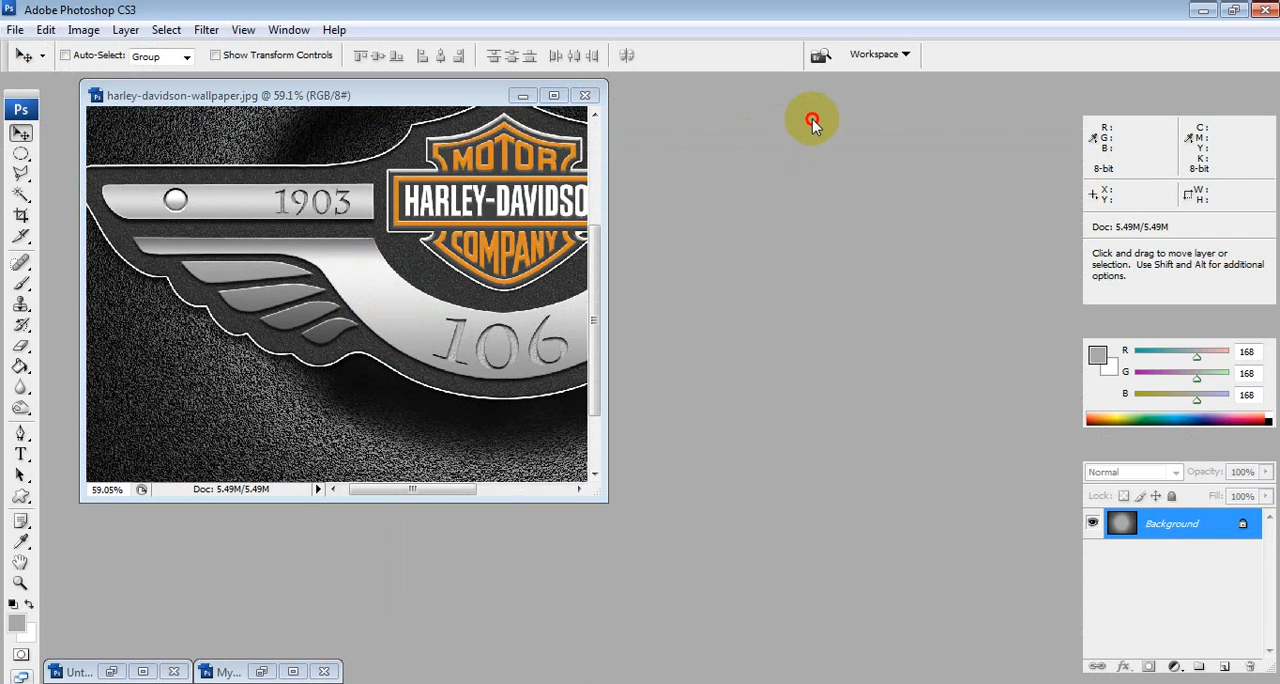 Adobe Photoshop CS3
File Edit Image Layer Select Filter View Window Help
Auto-Select: Group Show Transform Controls Workspace
harley-davidson-wallpaper.jpg @ 59.1% (RGB/8#)
Ps
MOTOR
HARLEY-DAVIDSO
COMPANY
1903
106
59.05% Doc: 5.49M/5.49M
Unt... My...
R: C:
G: M:
B: Y:
K:
8-bit 8-bit
X: W:
Y: H:
Doc: 5.49M/5.49M
Click and drag to move layer or
selection. Use Shift and Alt for additional
options.
R 168
G 168
B 168
Normal Opacity: 100%
Lock: Fill: 100%
Background